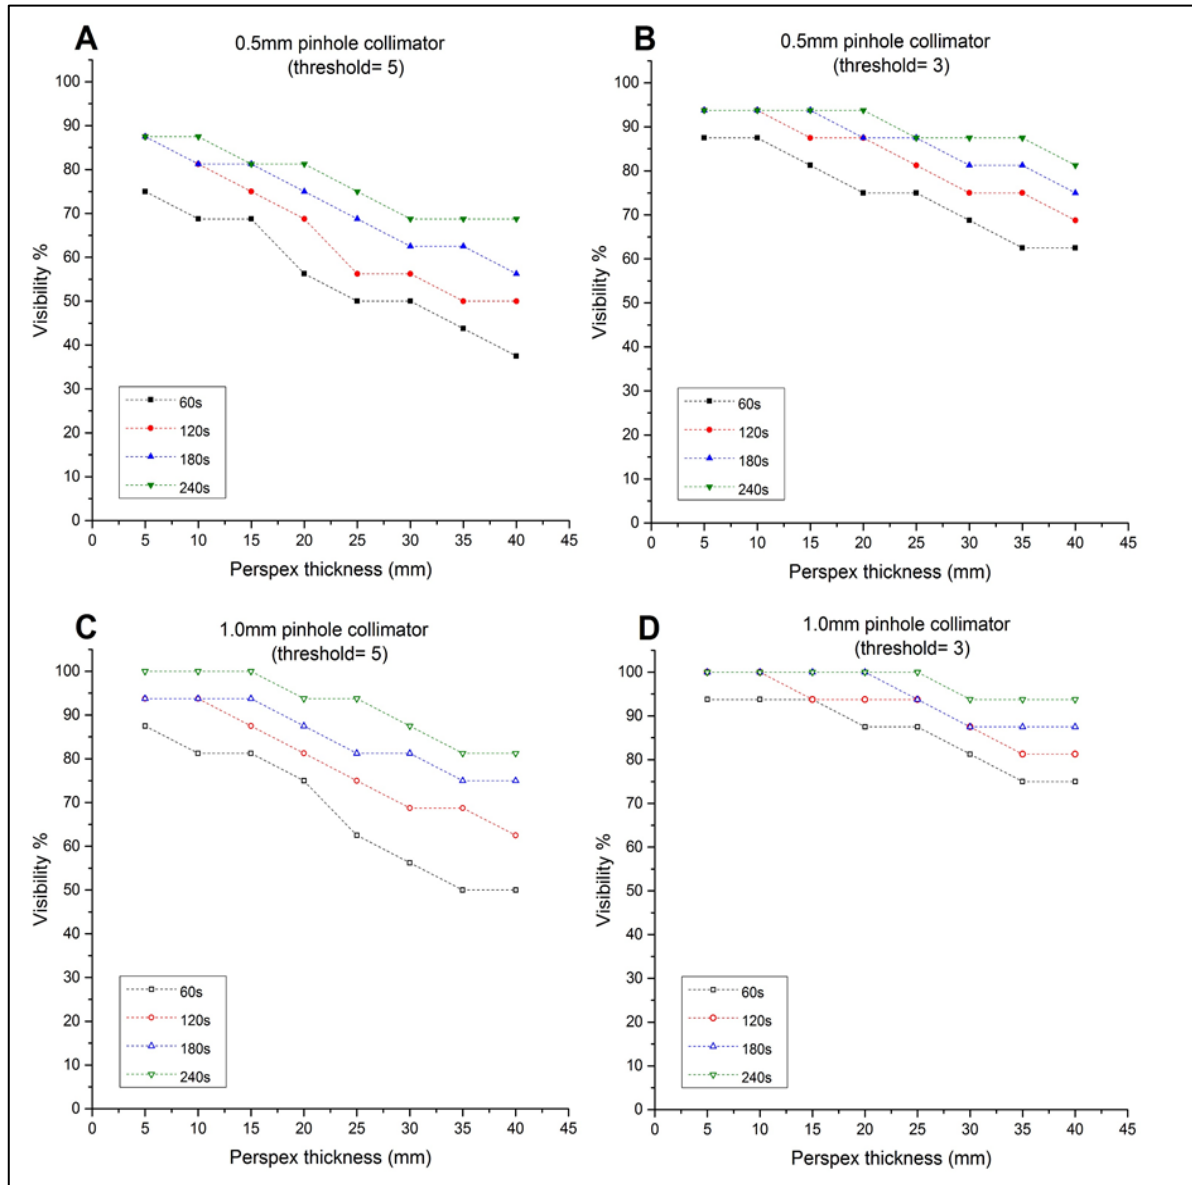 A
0.5mm pinhole collimator
(threshold= 5)
100
90
80
70
60
50
40
30
20
10
0
Visibility %
60s
120s
180s
240s
0 5 10 15 20 25 30 35 40 45
Perspex thickness (mm)
B
0.5mm pinhole collimator
(threshold= 3)
100
90
80
70
60
50
40
30
20
10
0
Visibility %
60s
120s
180s
240s
0 5 10 15 20 25 30 35 40 45
Perspex thickness (mm)
C
1.0mm pinhole collimator
(threshold= 5)
100
90
80
70
60
50
40
30
20
10
0
Visibility %
60s
120s
180s
240s
0 5 10 15 20 25 30 35 40 45
Perspex thickness (mm)
D
1.0mm pinhole collimator
(threshold= 3)
100
90
80
70
60
50
40
30
20
10
0
Visibility %
60s
120s
180s
240s
0 5 10 15 20 25 30 35 40 45
Perspex thickness (mm)